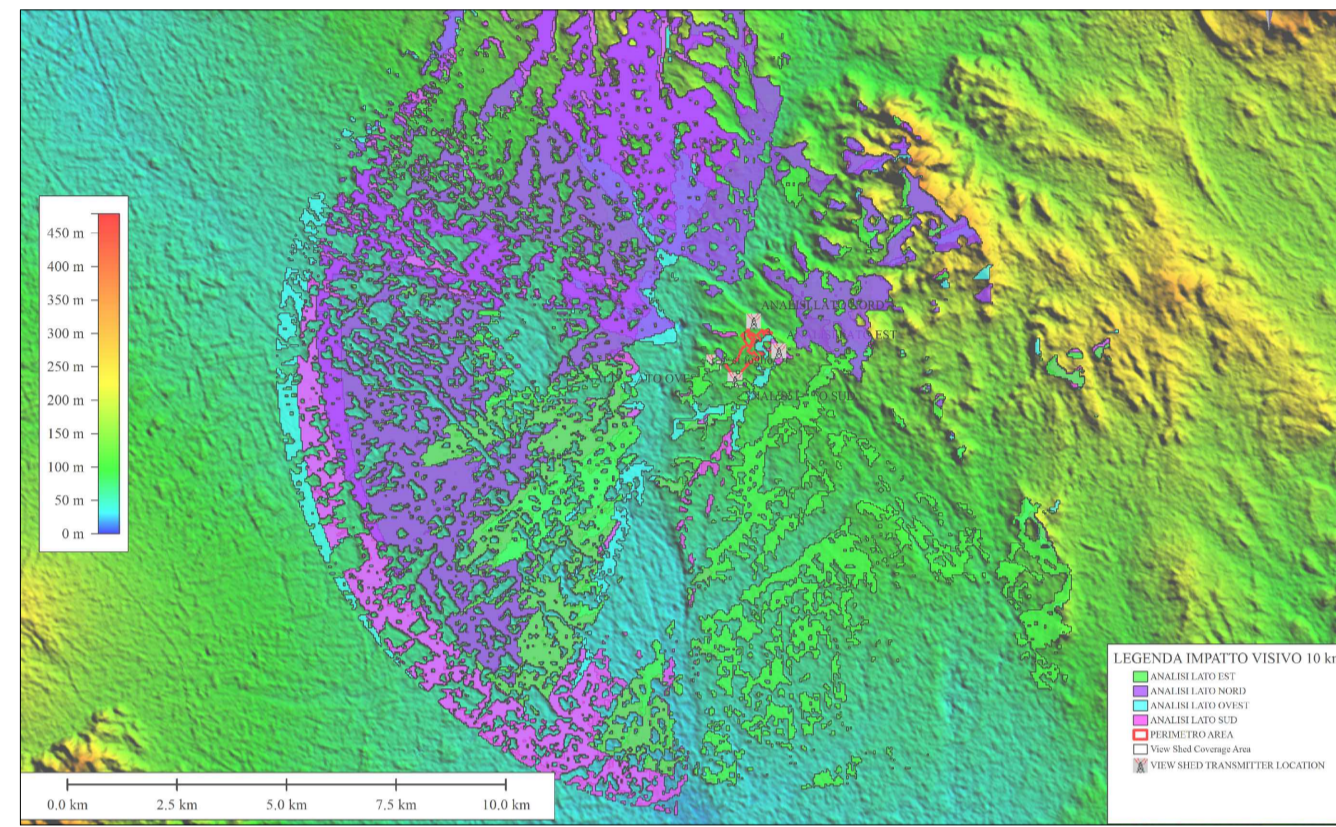 450 m
400 m
350 m
300 m
250 m
200 m
150 m
100 m
50 m
0 m
ANALISI LATO NORD
EST
LATO OVE
SUD
0,0 km
2,5 km
5,0 km
7,5 km
10,0 km
LEGENDA IMPATTO VISIVO 10 km
ANALISI LATO EST
ANALISI LATO NORD
ANALISI LATO OVEST
ANALISI LATO SUD
PERIMETRO AREA
View Shed Coverage Area
VIEW SHED TRANSMITTER LOCATION